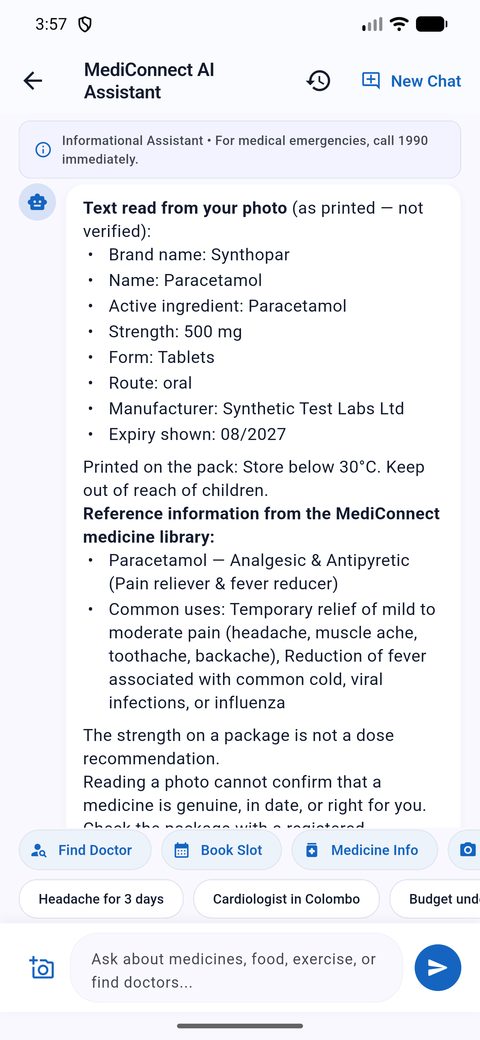 3:57
MediConnect AI
Assistant
New Chat
Informational Assistant • For medical emergencies, call 1990
immediately.
Text read from your photo (as printed — not
verified):
• Brand name: Synthopar
• Name: Paracetamol
• Active ingredient: Paracetamol
• Strength: 500 mg
• Form: Tablets
• Route: oral
• Manufacturer: Synthetic Test Labs Ltd
• Expiry shown: 08/2027
Printed on the pack: Store below 30°C. Keep
out of reach of children.
Reference information from the MediConnect
medicine library:
• Paracetamol — Analgesic & Antipyretic
(Pain reliever & fever reducer)
• Common uses: Temporary relief of mild to
moderate pain (headache, muscle ache,
toothache, backache), Reduction of fever
associated with common cold, viral
infections, or influenza
The strength on a package is not a dose
recommendation.
Reading a photo cannot confirm that a
medicine is genuine, in date, or right for you.
Check the package with a registered
Find Doctor
Book Slot
Medicine Info
Headache for 3 days
Cardiologist in Colombo
Budget
Ask about medicines, food, exercise, or
find doctors...